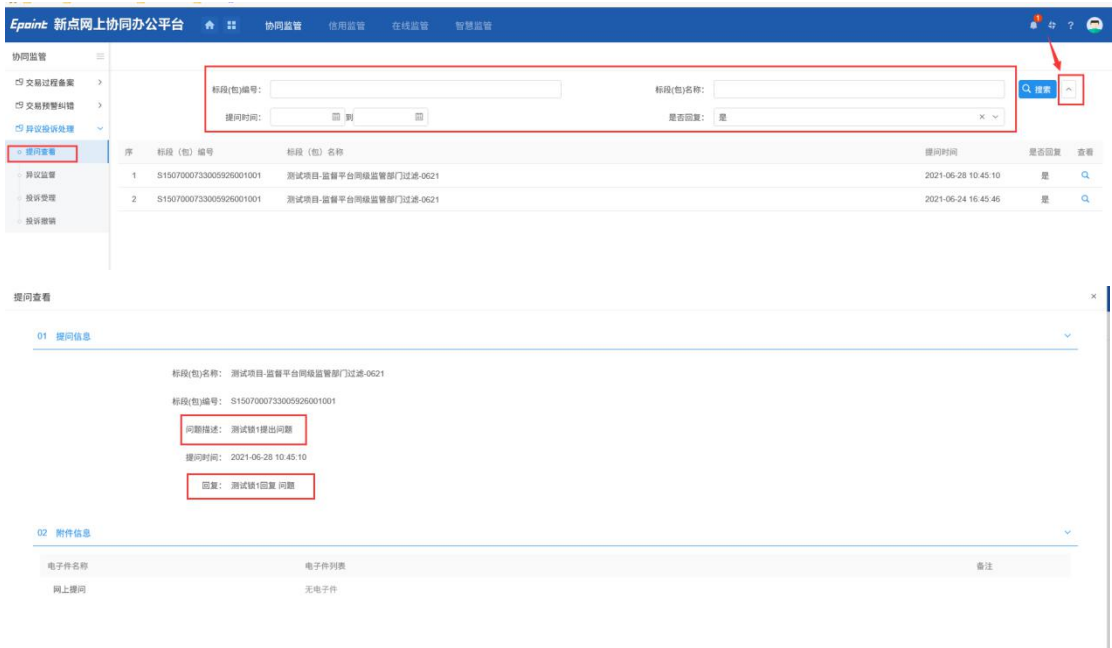 Epoint 新点网上协同办公平台 协同监管 信用监管 在线监管 智慧监管 1 ?
协同监管
交易过程备案
标段(包)编号: 标段(包)名称: 搜索
交易预警纠错
提问时间: 到 是否回复: 是
异议投诉处理
提问查看
序 标段（包）编号 标段（包）名称 提问时间 是否回复 查看
异议监督
1 S1507000733005926001001 测试项目-监督平台同级监管部门过滤-0621 2021-06-28 10:45:10 是
投诉受理
2 S1507000733005926001001 测试项目-监督平台同级监管部门过滤-0621 2021-06-24 16:45:46 是
投诉撤销
提问查看
01 提问信息
标段(包)名称: 测试项目-监督平台同级监管部门过滤-0621
标段(包)编号: S1507000733005926001001
问题描述: 测试锁1提出问题
提问时间: 2021-06-28 10:45:10
回复: 测试锁1回复 问题
02 附件信息
电子件名称 电子件列表 备注
网上提问 无电子件